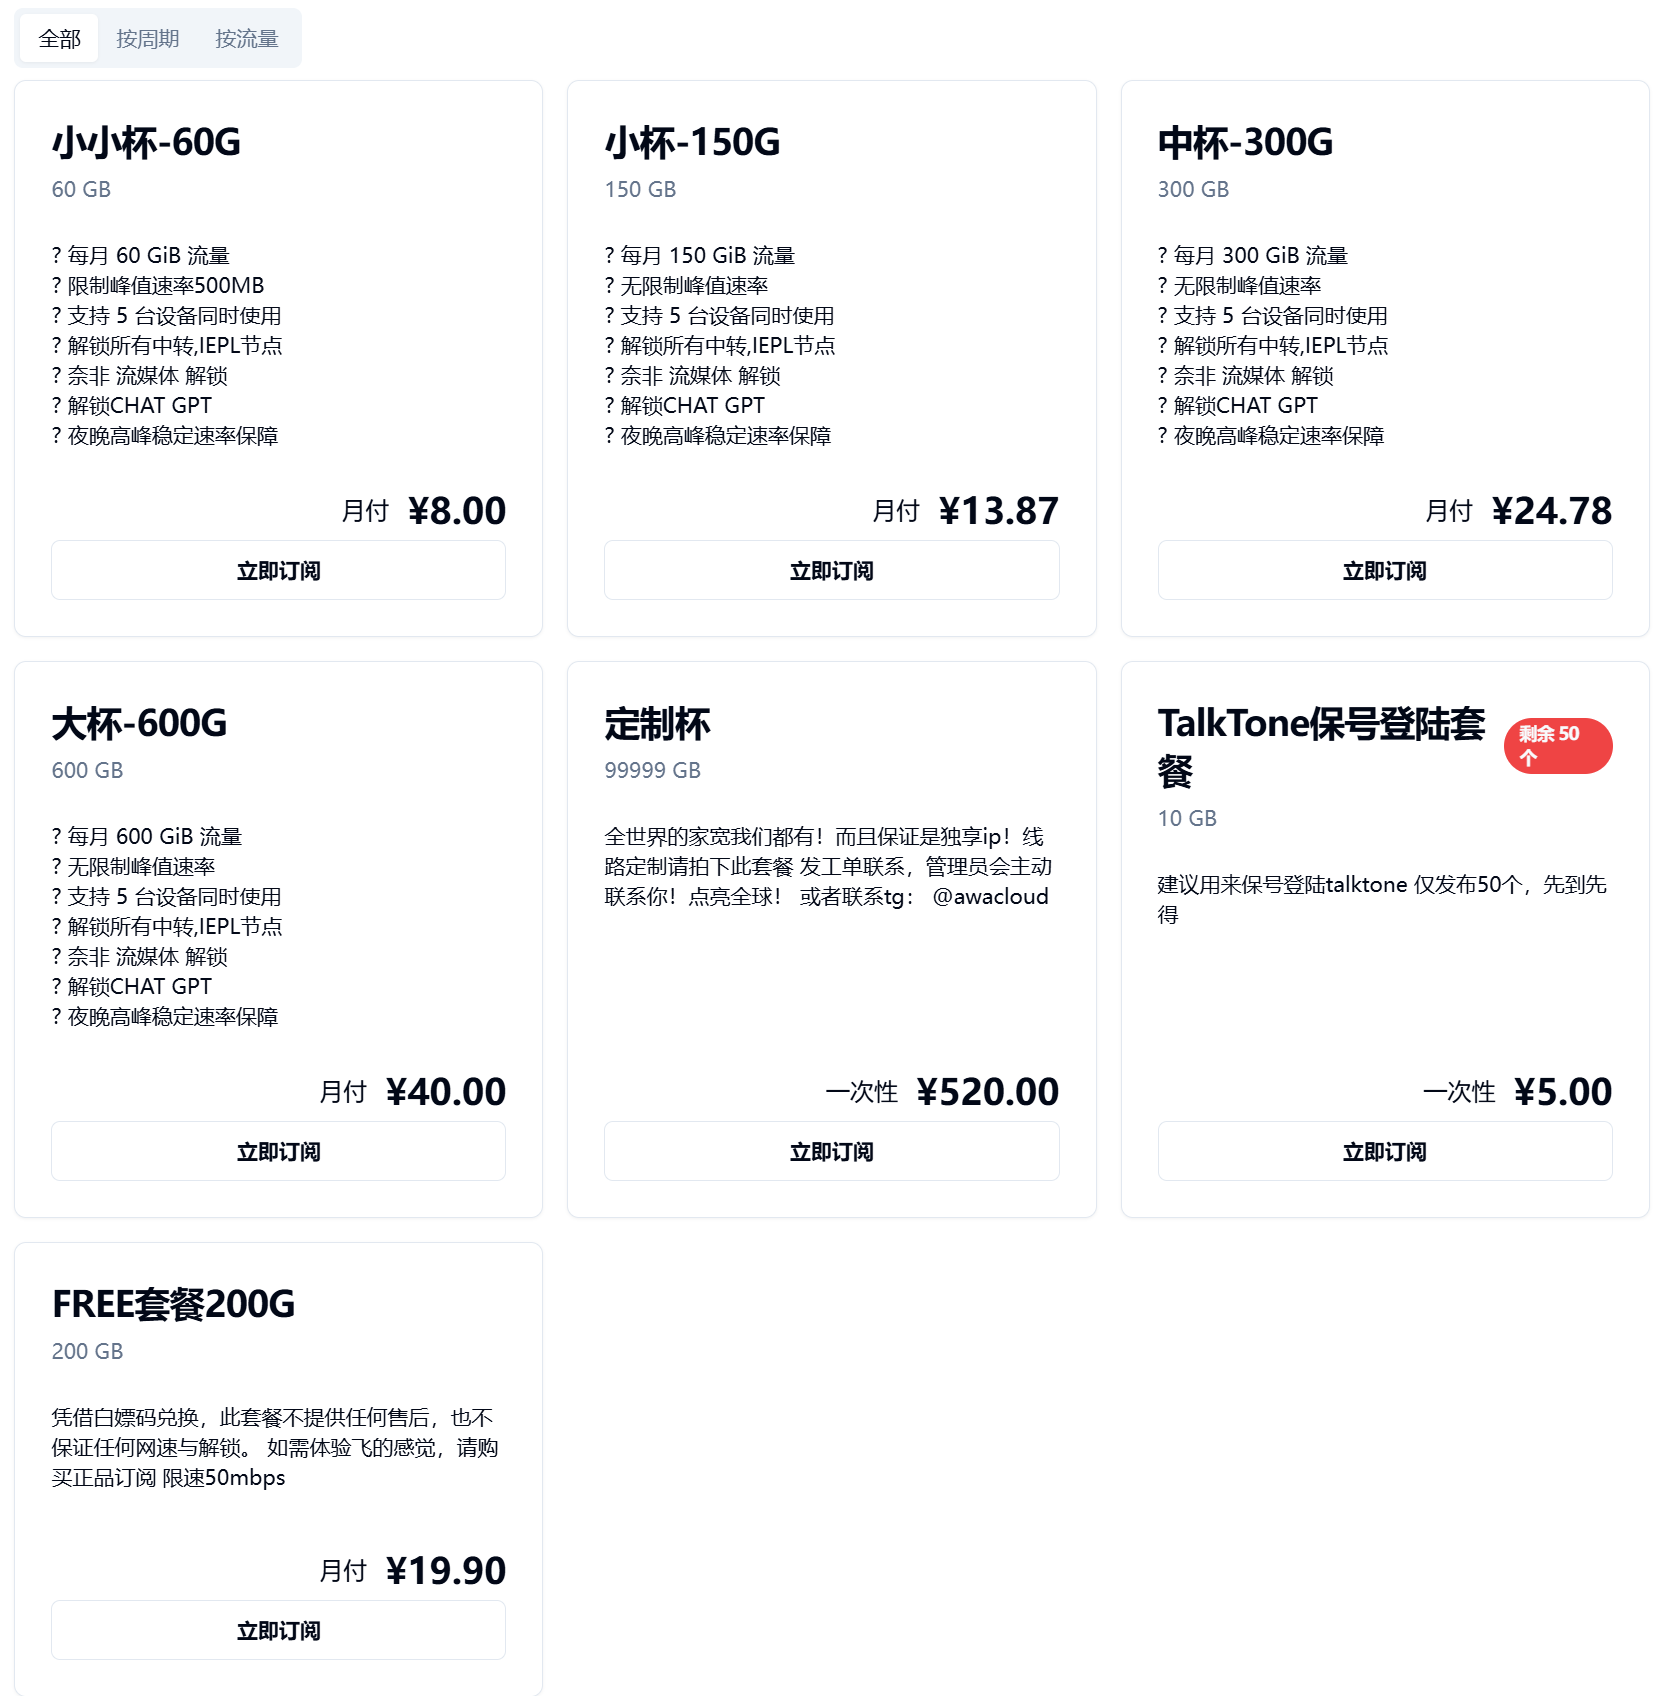 全部 按周期 按流量
小小杯-60G
60 GB
? 每月 60 GiB 流量
? 限制峰值速率500MB
? 支持 5 台设备同时使用
? 解锁所有中转,IEPL节点
? 奈非 流媒体 解锁
? 解锁CHAT GPT
? 夜晚高峰稳定速率保障
月付 ¥8.00
立即订阅
小杯-150G
150 GB
? 每月 150 GiB 流量
? 无限制峰值速率
? 支持 5 台设备同时使用
? 解锁所有中转,IEPL节点
? 奈非 流媒体 解锁
? 解锁CHAT GPT
? 夜晚高峰稳定速率保障
月付 ¥13.87
立即订阅
中杯-300G
300 GB
? 每月 300 GiB 流量
? 无限制峰值速率
? 支持 5 台设备同时使用
? 解锁所有中转,IEPL节点
? 奈非 流媒体 解锁
? 解锁CHAT GPT
? 夜晚高峰稳定速率保障
月付 ¥24.78
立即订阅
大杯-600G
600 GB
? 每月 600 GiB 流量
? 无限制峰值速率
? 支持 5 台设备同时使用
? 解锁所有中转,IEPL节点
? 奈非 流媒体 解锁
? 解锁CHAT GPT
? 夜晚高峰稳定速率保障
月付 ¥40.00
立即订阅
定制杯
99999 GB
全世界的家宽我们都有！而且保证是独享ip！线
路定制请拍下此套餐 发工单联系，管理员会主动
联系你！点亮全球！ 或者联系tg： @awacloud
一次性 ¥520.00
立即订阅
TalkTone保号登陆套
餐
剩余 50
个
10 GB
建议用来保号登陆talktone 仅发布50个，先到先
得
一次性 ¥5.00
立即订阅
FREE套餐200G
200 GB
凭借白嫖码兑换，此套餐不提供任何售后，也不
保证任何网速与解锁。 如需体验飞的感觉，请购
买正品订阅 限速50mbps
月付 ¥19.90
立即订阅